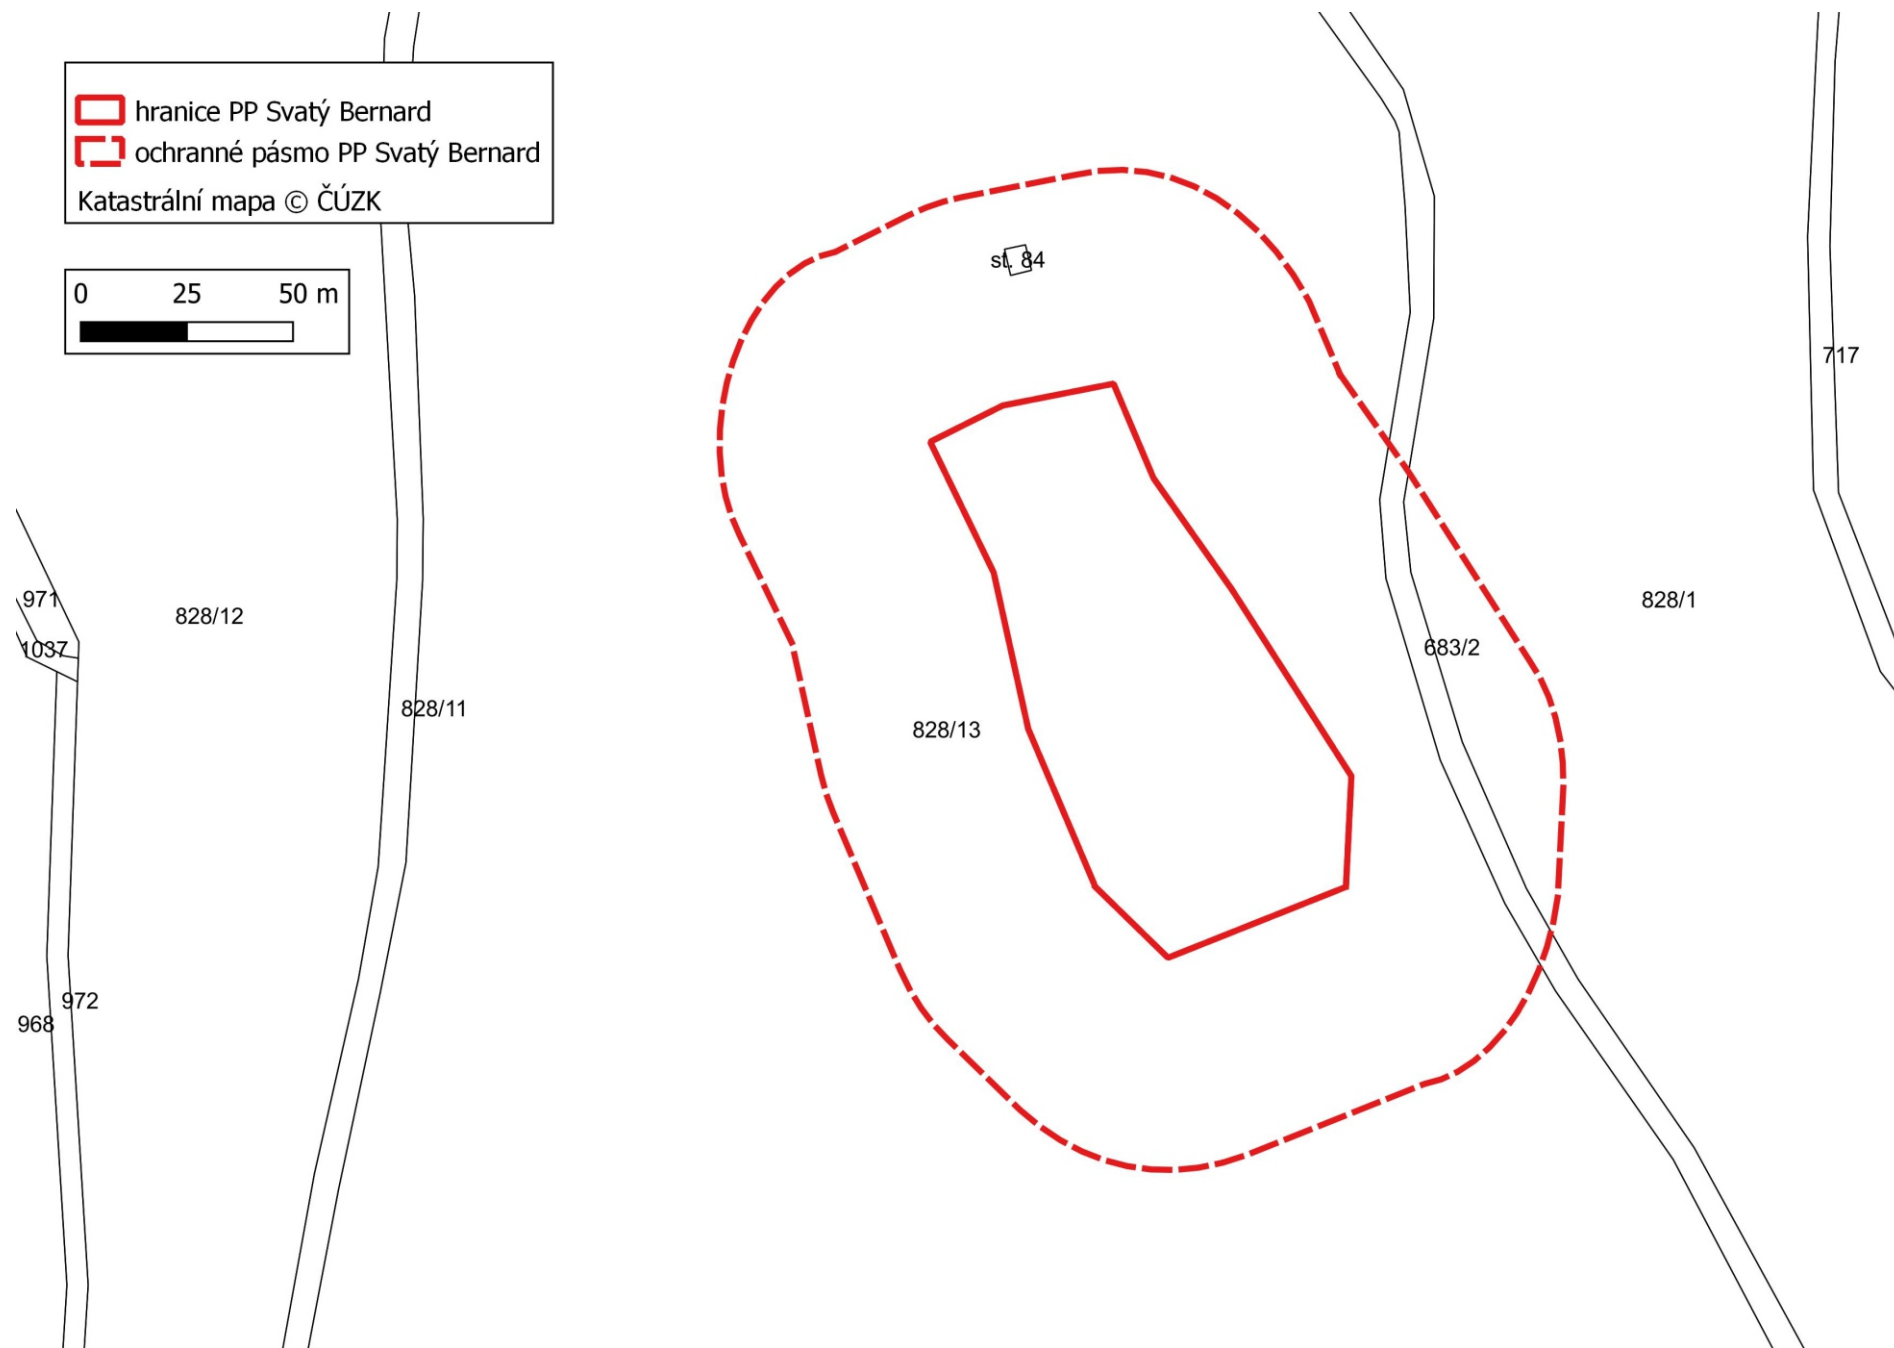 hranice PP Svatý Bernard
ochranné pásmo PP Svatý Bernard
Katastrální mapa © ČÚZK
0 25 50 m
st. 84
717
971
828/12
828/1
1037
683/2
828/11
828/13
972
968